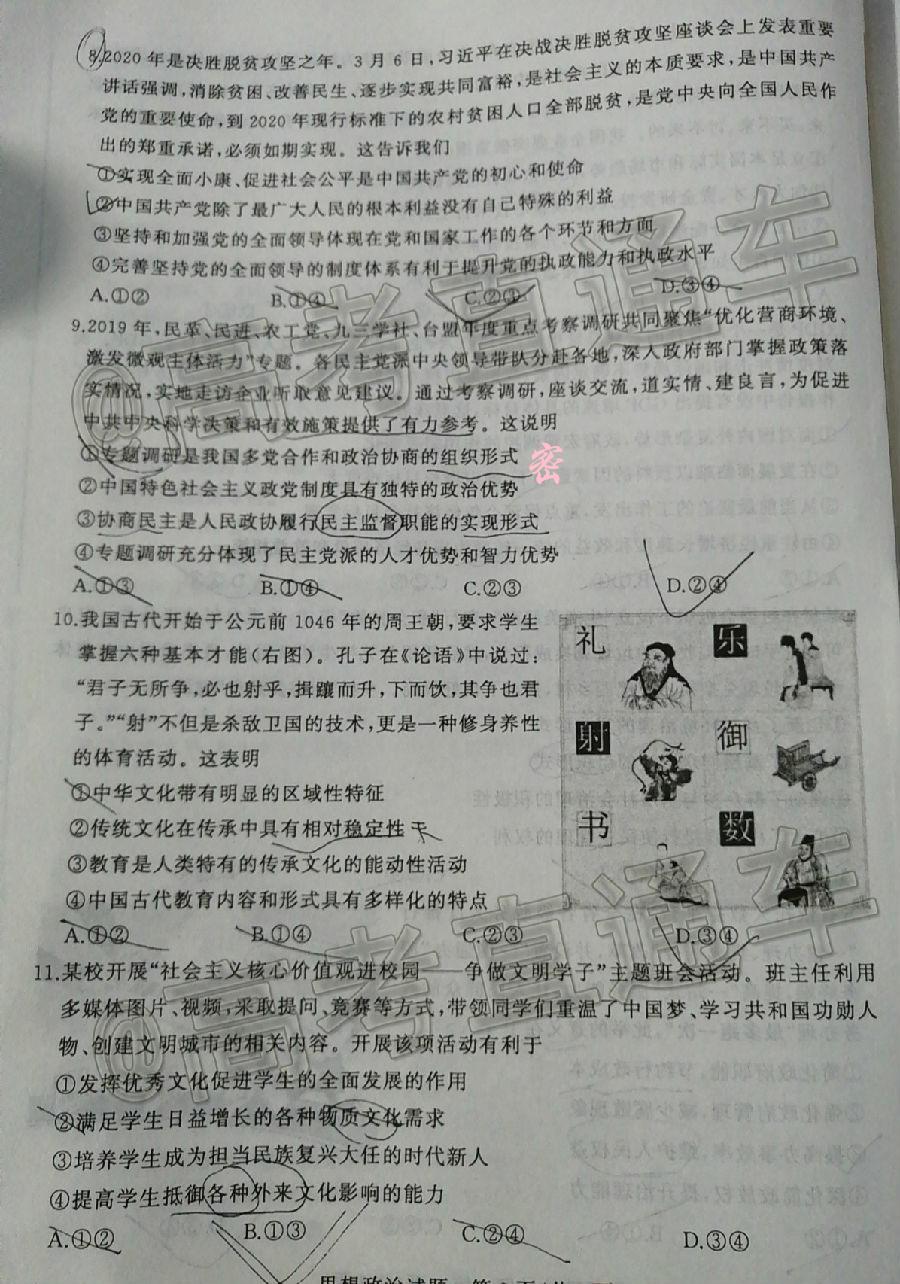 8.2020年是决胜脱贫攻坚之年。3月6日,习近平在决战决胜脱贫攻坚座谈会上发表重要
讲话强调,消除贫困、改善民生、逐步实现共同富裕,是社会主义的本质要求,是中国共产
党的重要使命,到2020年现行标准下的农村贫困人口全部脱贫,是党中央向全国人民作
出的郑重承诺,必须如期实现。这告诉我们
①实现全面小康、促进社会公平是中国共产党的初心和使命
②中国共产党除了最广大人民的根本利益没有自己特殊的利益
③坚持和加强党的全面领导体现在党和国家工作的各个环节和方面
④完善坚持党的全面领导的制度体系有利于提升党的执政能力和执政水平
A.①② B.①④ C.②③ D.③④
9.2019年,民革、民进、农工党、九三学社、台盟年度重点考察调研共同聚焦“优化营商环境、
激发微观主体活力”专题。各民主党派中央领导带队分赴各地,深入政府部门掌握政策落
实情况,实地走访企业听取意见建议。通过考察调研,座谈交流,道实情、建良言,为促进
中共中央科学决策和有效施策提供了有力参考。这说明
①专题调研是我国多党合作和政治协商的组织形式
密
②中国特色社会主义政党制度具有独特的政治优势
③协商民主是人民政协履行民主监督职能的实现形式
④专题调研充分体现了民主党派的人才优势和智力优势
A.①③ B.①④ C.②③ D.②④
10.我国古代开始于公元前1046年的周王朝,要求学生
掌握六种基本才能(右图)。孔子在《论语》中说过:
“君子无所争,必也射乎,揖让而升,下而饮,其争也君
子。”“射”不但是杀敌卫国的技术,更是一种修身养性
的体育活动。这表明
①中华文化带有明显的区域性特征
②传统文化在传承中具有相对稳定性
③教育是人类特有的传承文化的能动性活动
④中国古代教育内容和形式具有多样化的特点
A.①② B.①④ C.②③ D.③④
礼 乐
射 御
书 数
11.某校开展“社会主义核心价值观进校园——争做文明学子”主题班会活动。班主任利用
多媒体图片、视频,采取提问、竞赛等方式,带领同学们重温了中国梦、学习共和国功勋人
物、创建文明城市的相关内容。开展该项活动有利于
①发挥优秀文化促进学生的全面发展的作用
②满足学生日益增长的各种物质文化需求
③培养学生成为担当民族复兴大任的时代新人
④提高学生抵御各种外来文化影响的能力
A.①② B.①③ C.②④ D.③④
@高考直通车
@高考直通车